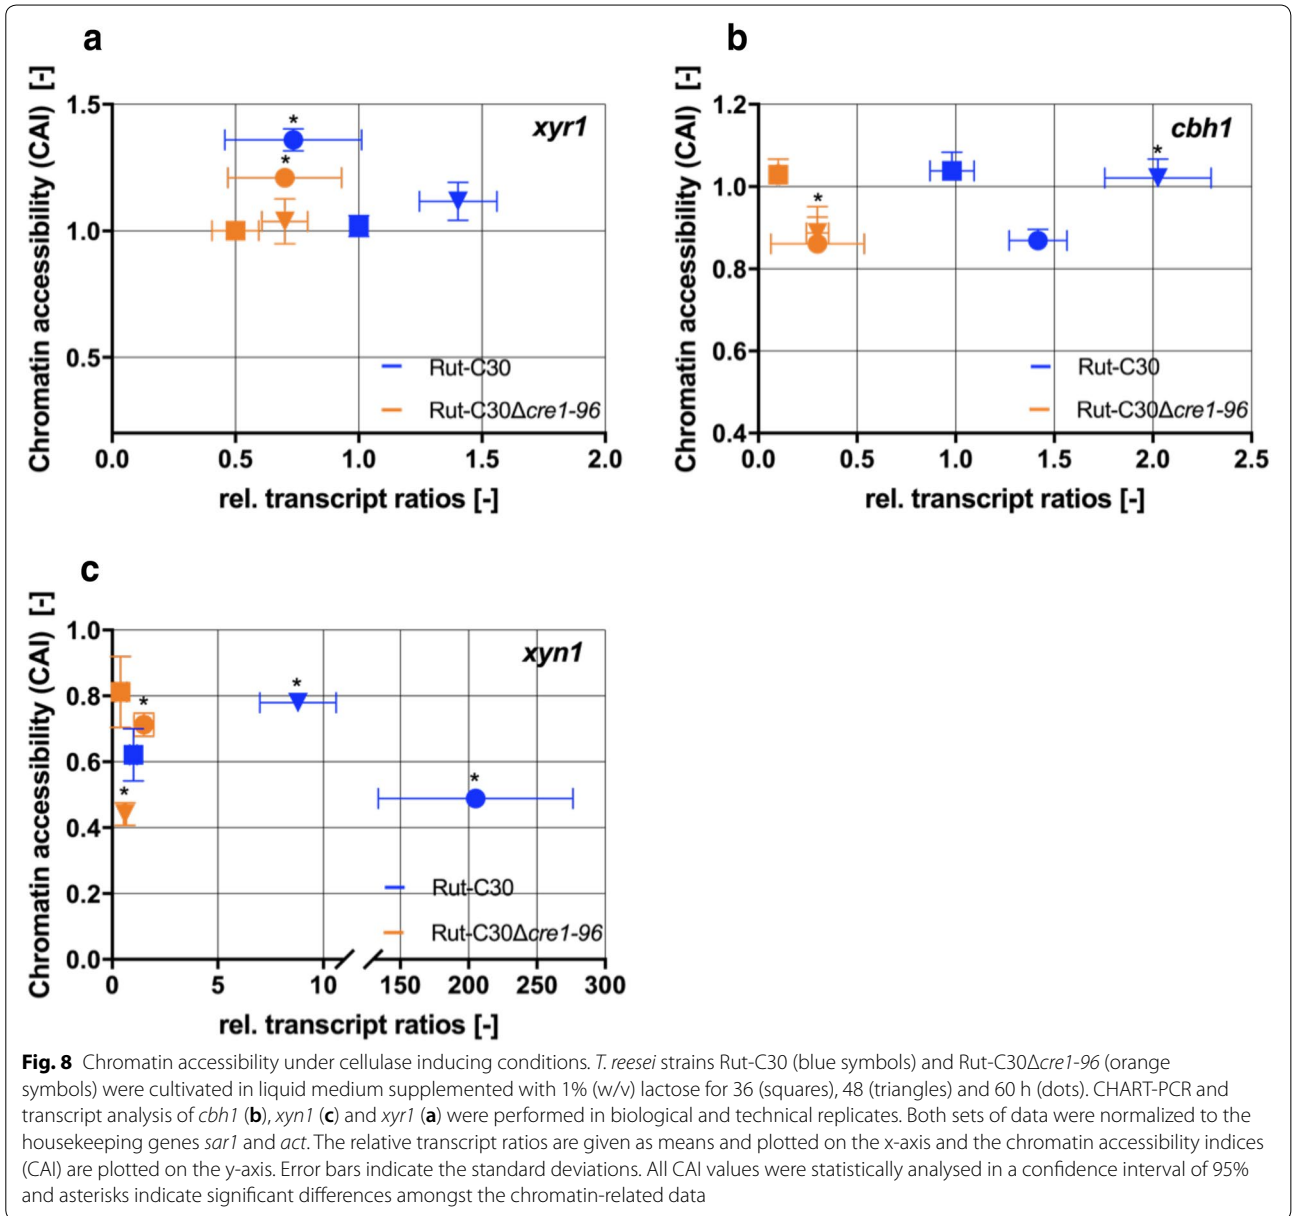 a
Chromatin accessibility (CAI) [-]
1.5
1.0
0.5
xyr1
*
*
Rut-C30
Rut-C30Δcre1-96
0.0 0.5 1.0 1.5 2.0
rel. transcript ratios [-]
b
Chromatin accessibility (CAI) [-]
1.2
1.0
0.8
0.6
0.4
cbh1
*
*
Rut-C30
Rut-C30Δcre1-96
0.0 0.5 1.0 1.5 2.0 2.5
rel. transcript ratios [-]
c
Chromatin accessibility (CAI) [-]
1.0
0.8
0.6
0.4
0.2
0.0
xyn1
*
*
*
*
Rut-C30
Rut-C30Δcre1-96
0 5 10 150 200 250 300
rel. transcript ratios [-]
Fig. 8 Chromatin accessibility under cellulase inducing conditions. T. reesei strains Rut-C30 (blue symbols) and Rut-C30Δcre1-96 (orange
symbols) were cultivated in liquid medium supplemented with 1% (w/v) lactose for 36 (squares), 48 (triangles) and 60 h (dots). CHART-PCR and
transcript analysis of cbh1 (b), xyn1 (c) and xyr1 (a) were performed in biological and technical replicates. Both sets of data were normalized to the
housekeeping genes sar1 and act. The relative transcript ratios are given as means and plotted on the x-axis and the chromatin accessibility indices
(CAI) are plotted on the y-axis. Error bars indicate the standard deviations. All CAI values were statistically analysed in a confidence interval of 95%
and asterisks indicate significant differences amongst the chromatin-related data